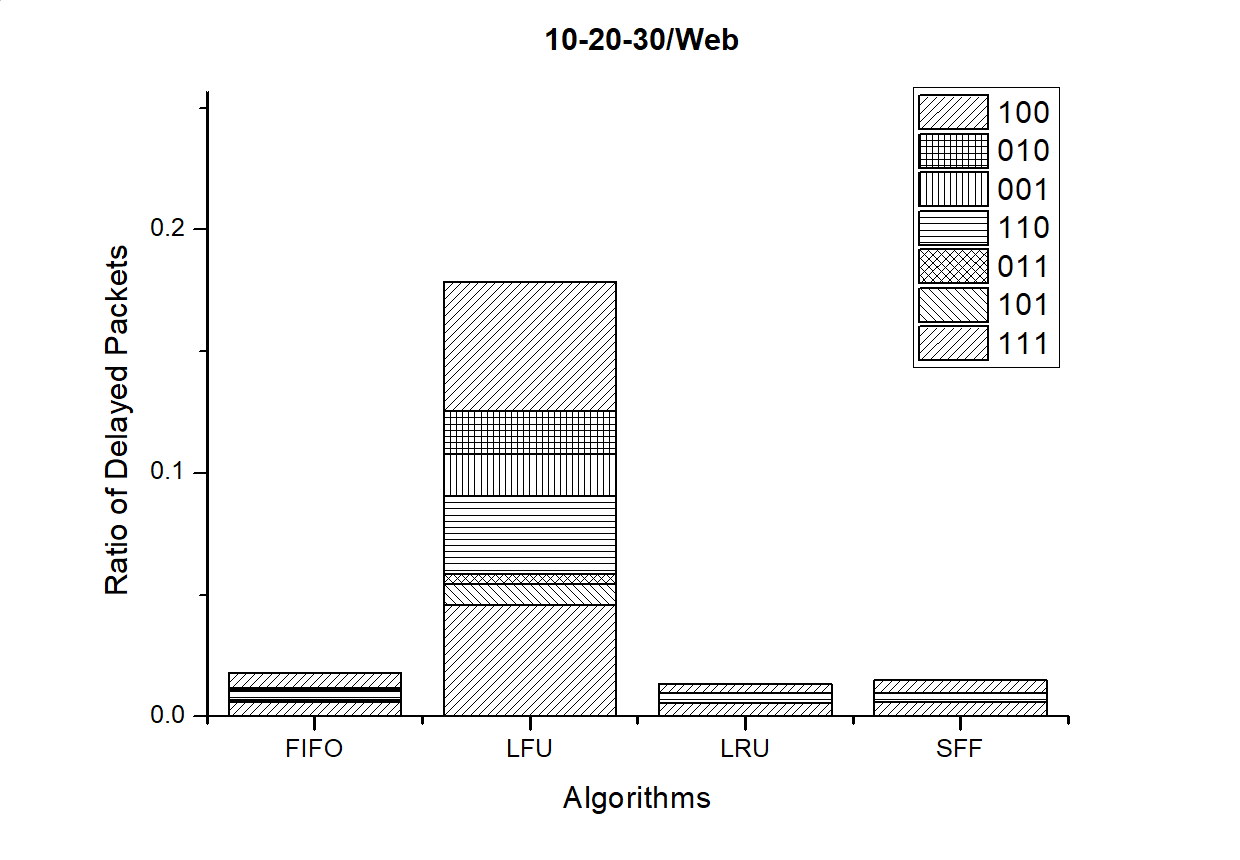 10-20-30/Web
100
010
001
110
011
101
111
Ratio of Delayed Packets
0.2
0.1
0.0
FIFO LFU LRU SFF
Algorithms